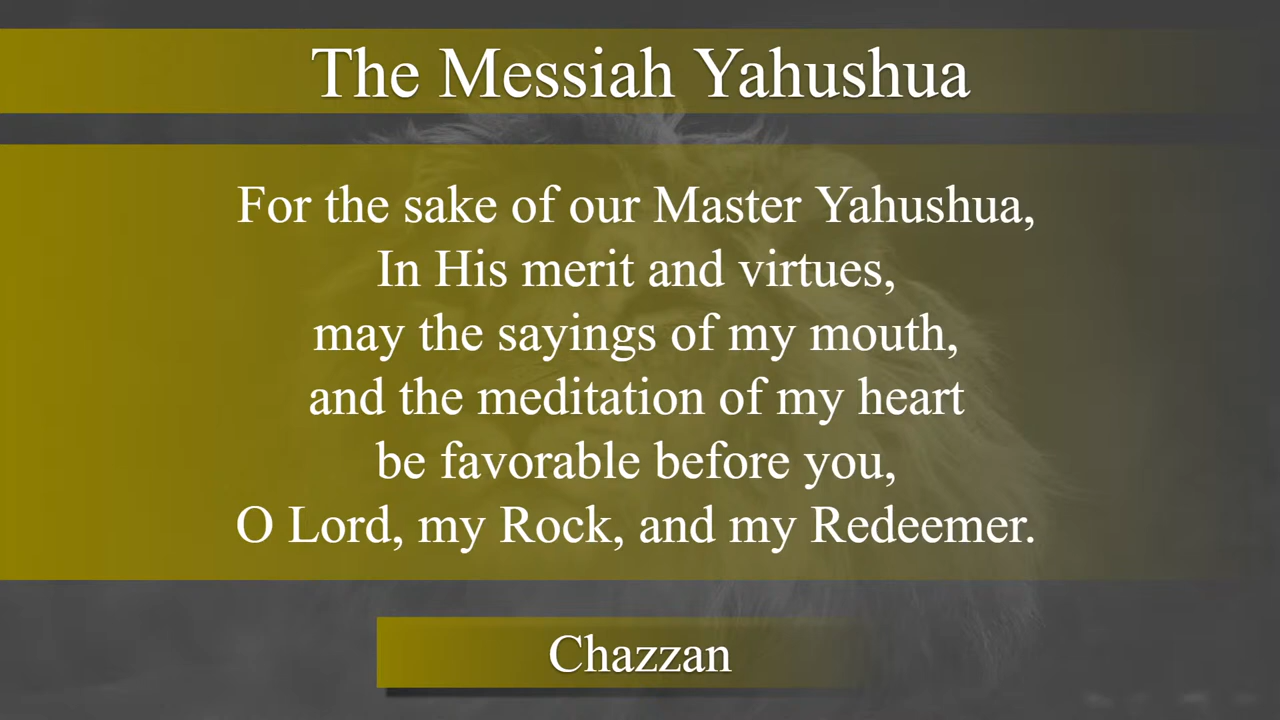 The Messiah Yahushua
For the sake of our Master Yahushua,
In His merit and virtues,
may the sayings of my mouth,
and the meditation of my heart
be favorable before you,
O Lord, my Rock, and my Redeemer.
Chazzan